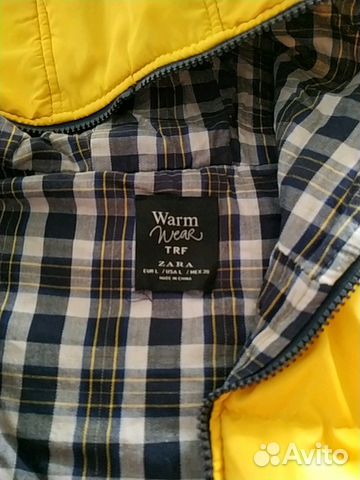 Warm
Wear
TRF
ZARA
EUR L / USA L / MEX 30
MADE IN CHINA
Avito